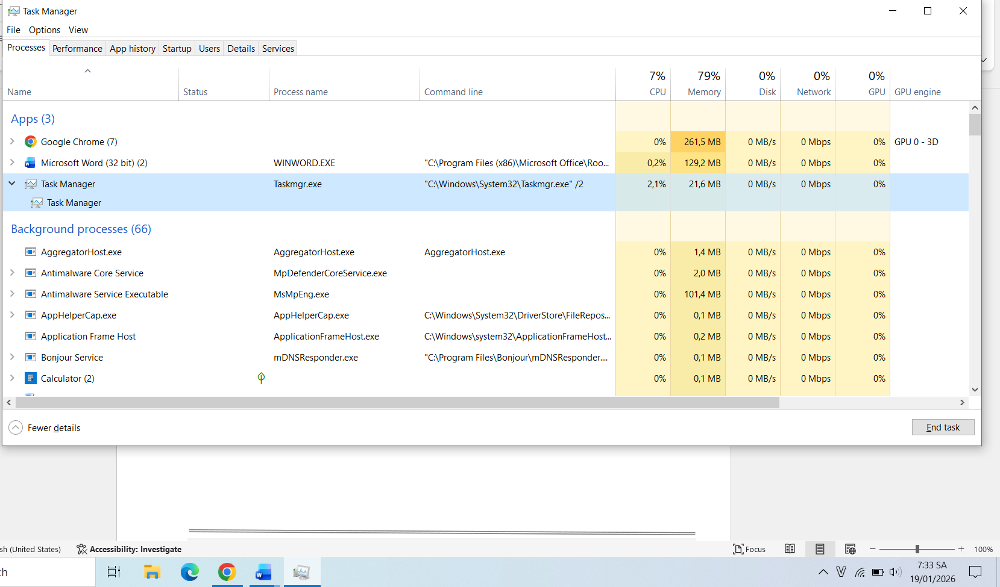 Task Manager
File Options View
Processes Performance App history Startup Users Details Services
7% 79% 0% 0% 0%
Name Status Process name Command line CPU Memory Disk Network GPU GPU engine
Apps (3)
Google Chrome (7) 0% 261,5 MB 0 MB/s 0 Mbps 0% GPU 0 - 3D
Microsoft Word (32 bit) (2) WINWORD.EXE "C:\Program Files (x86)\Microsoft Office\Roo... 0,2% 129,2 MB 0 MB/s 0 Mbps 0%
Task Manager Taskmgr.exe "C:\Windows\System32\Taskmgr.exe" /2 2,1% 21,6 MB 0 MB/s 0 Mbps 0%
Task Manager
Background processes (66)
AggregatorHost.exe AggregatorHost.exe AggregatorHost.exe 0% 1,4 MB 0 MB/s 0 Mbps 0%
Antimalware Core Service MpDefenderCoreService.exe 0% 2,0 MB 0 MB/s 0 Mbps 0%
Antimalware Service Executable MsMpEng.exe 0% 101,4 MB 0 MB/s 0 Mbps 0%
AppHelperCap.exe AppHelperCap.exe C:\Windows\System32\DriverStore\FileRepos... 0% 0,1 MB 0 MB/s 0 Mbps 0%
Application Frame Host ApplicationFrameHost.exe C:\Windows\system32\ApplicationFrameHost... 0% 0,2 MB 0 MB/s 0 Mbps 0%
Bonjour Service mDNSResponder.exe "C:\Program Files\Bonjour\mDNSResponder.... 0% 0,1 MB 0 MB/s 0 Mbps 0%
Calculator (2) 0% 0,1 MB 0 MB/s 0 Mbps 0%
Fewer details End task
sh (United States) Accessibility: Investigate Focus 100%
ch 7:33 SA
19/01/2026